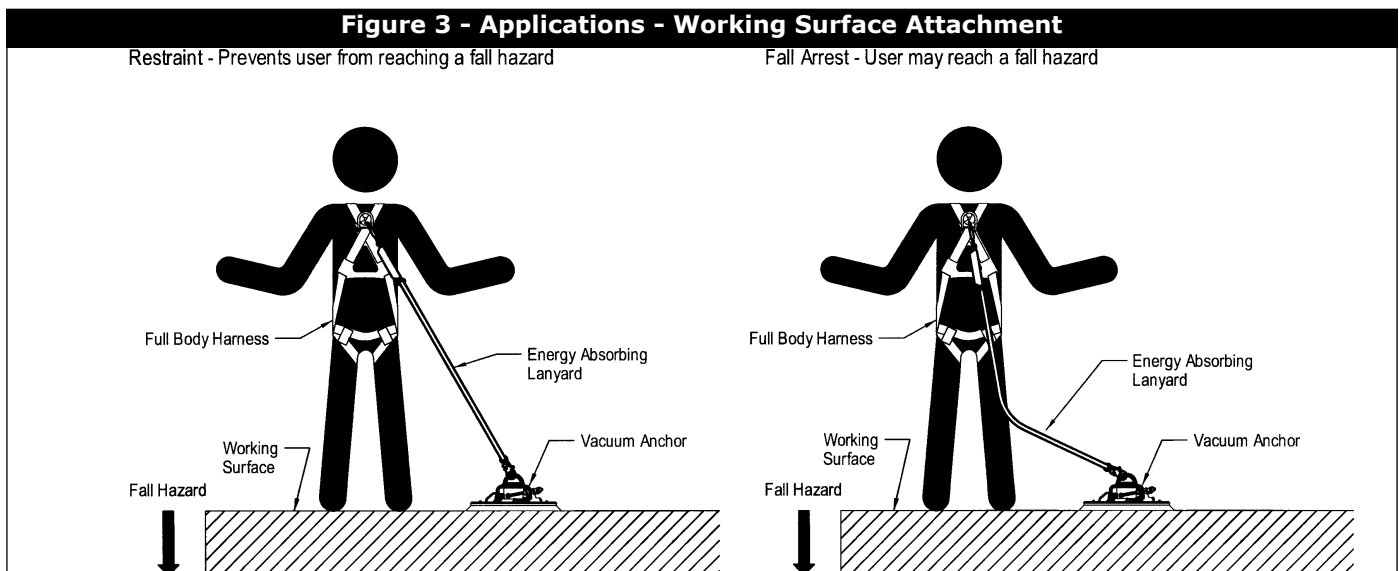 Figure 3 - Applications - Working Surface Attachment
Restraint - Prevents user from reaching a fall hazard
Full Body Harness
Energy Absorbing
Lanyard
Working
Surface
Vacuum Anchor
Fall Hazard
Fall Arrest - User may reach a fall hazard
Full Body Harness
Energy Absorbing
Lanyard
Working
Surface
Vacuum Anchor
Fall Hazard